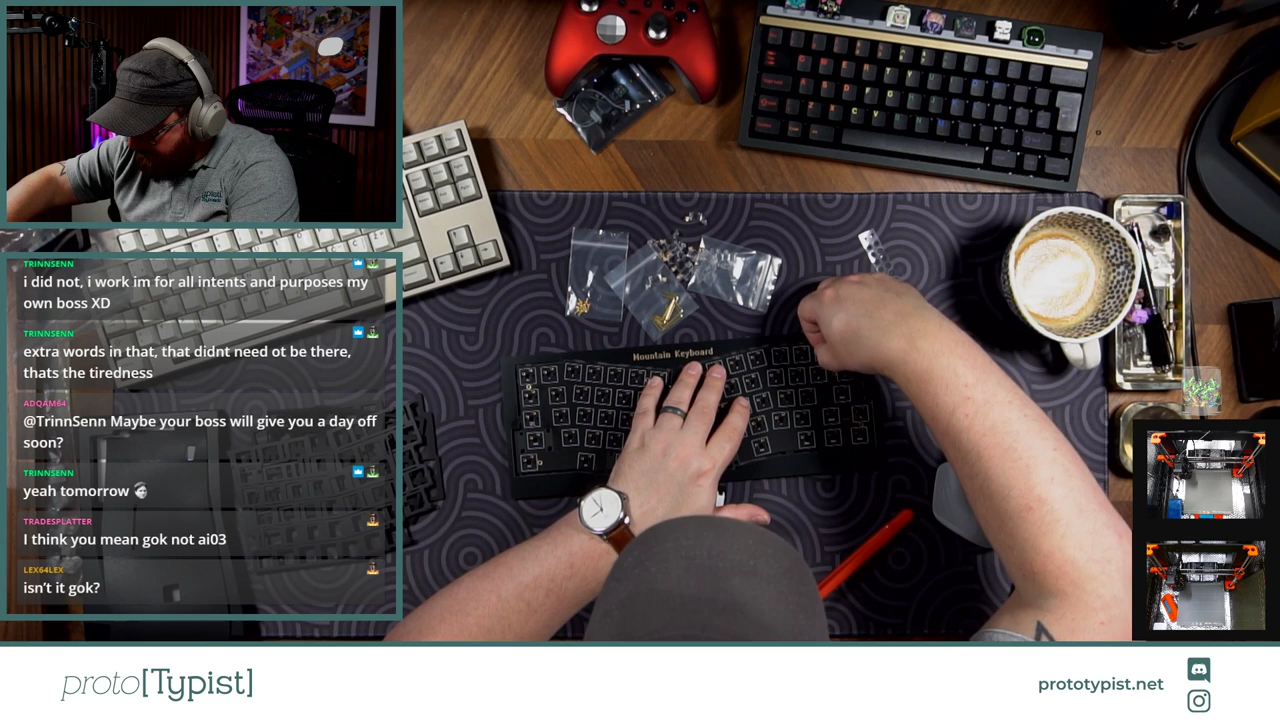 TRINNSENN
i did not, i work im for all intents and purposes my
own boss XD
TRINNSENN
extra words in that, that didnt need ot be there,
thats the tiredness
ADQAM64
@TrinnSenn Maybe your boss will give you a day off
soon?
TRINNSENN
yeah tomorrow
TRADESPLATTER
I think you mean gok not ai03
LEX64LEX
isn't it gok?
Mountain Keyboard
proto[Typist]
prototypist.net